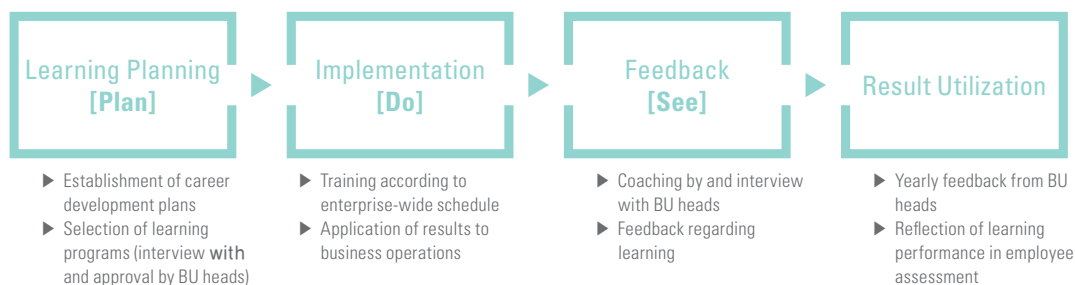 Learning Planning
[Plan]
▶ Establishment of career
development plans
▶ Selection of learning
programs (interview with
and approval by BU heads)
Implementation
[Do]
▶ Training according to
enterprise-wide schedule
▶ Application of results to
business operations
Feedback
[See]
▶ Coaching by and interview
with BU heads
▶ Feedback regarding
learning
Result Utilization
▶ Yearly feedback from BU
heads
▶ Reflection of learning
performance in employee
assessment